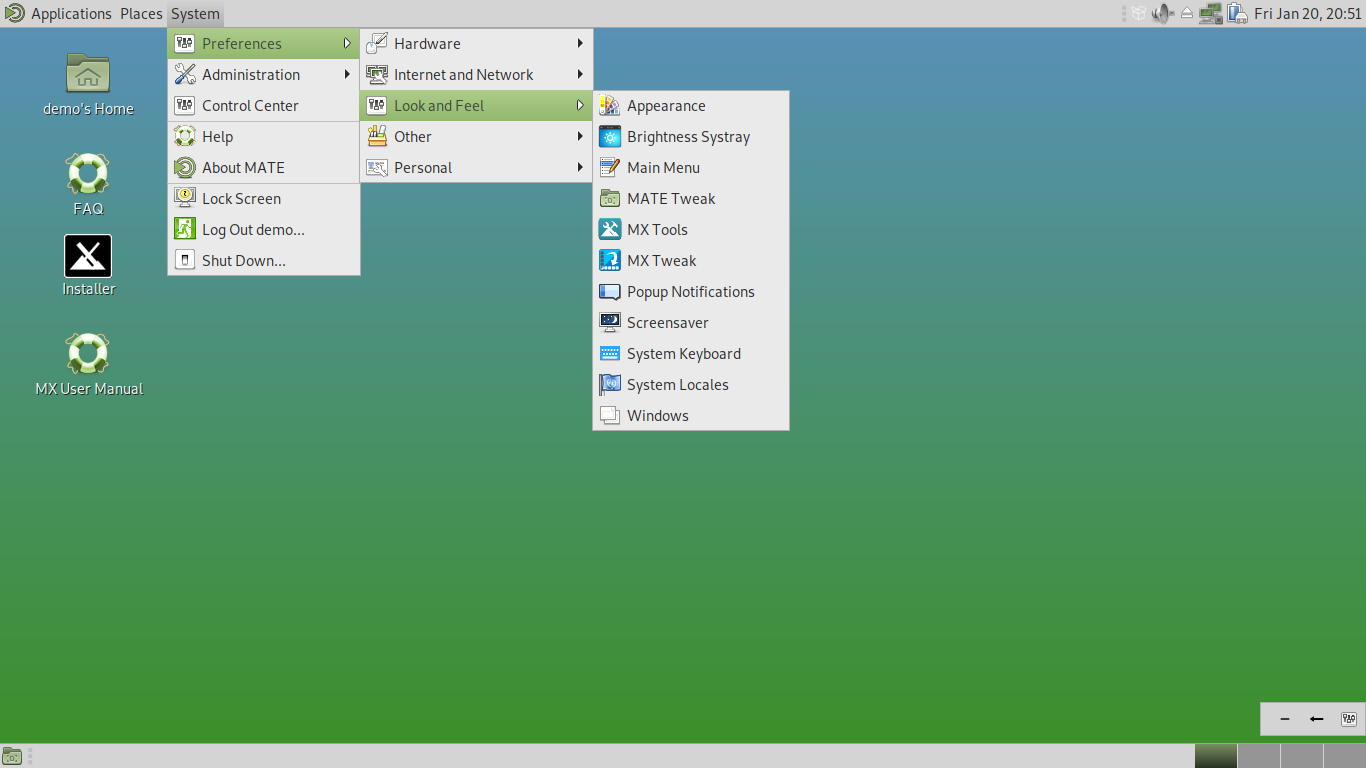 Applications Places System
Fri Jan 20, 20:51
demo's Home
FAQ
Installer
MX User Manual
Preferences
Administration
Control Center
Help
About MATE
Lock Screen
Log Out demo...
Shut Down...
Hardware
Internet and Network
Look and Feel
Other
Personal
Appearance
Brightness Systray
Main Menu
MATE Tweak
MX Tools
MX Tweak
Popup Notifications
Screensaver
System Keyboard
System Locales
Windows